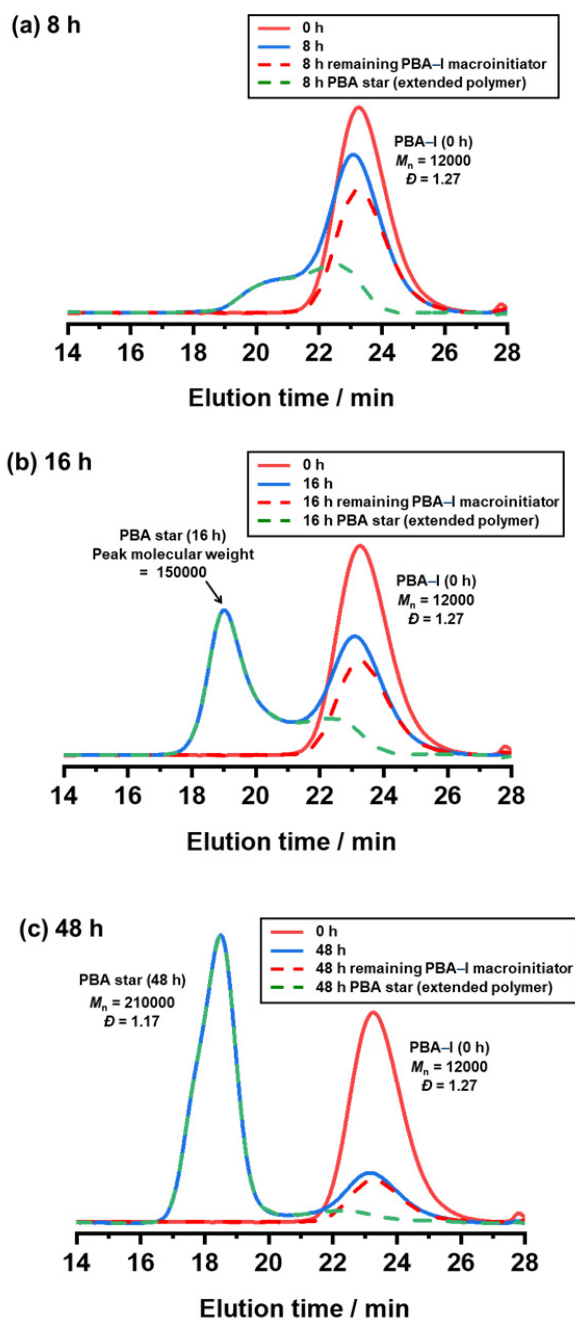 (a) 8 h
0 h
8 h
8 h remaining PBA–I macroinitiator
8 h PBA star (extended polymer)
PBA–I (0 h)
Mn = 12000
Đ = 1.27
14 16 18 20 22 24 26 28
Elution time / min
(b) 16 h
0 h
16 h
16 h remaining PBA–I macroinitiator
16 h PBA star (extended polymer)
PBA star (16 h)
Peak molecular weight
= 150000
PBA–I (0 h)
Mn = 12000
Đ = 1.27
14 16 18 20 22 24 26 28
Elution time / min
(c) 48 h
0 h
48 h
48 h remaining PBA–I macroinitiator
48 h PBA star (extended polymer)
PBA star (48 h)
Mn = 210000
Đ = 1.17
PBA–I (0 h)
Mn = 12000
Đ = 1.27
14 16 18 20 22 24 26 28
Elution time / min